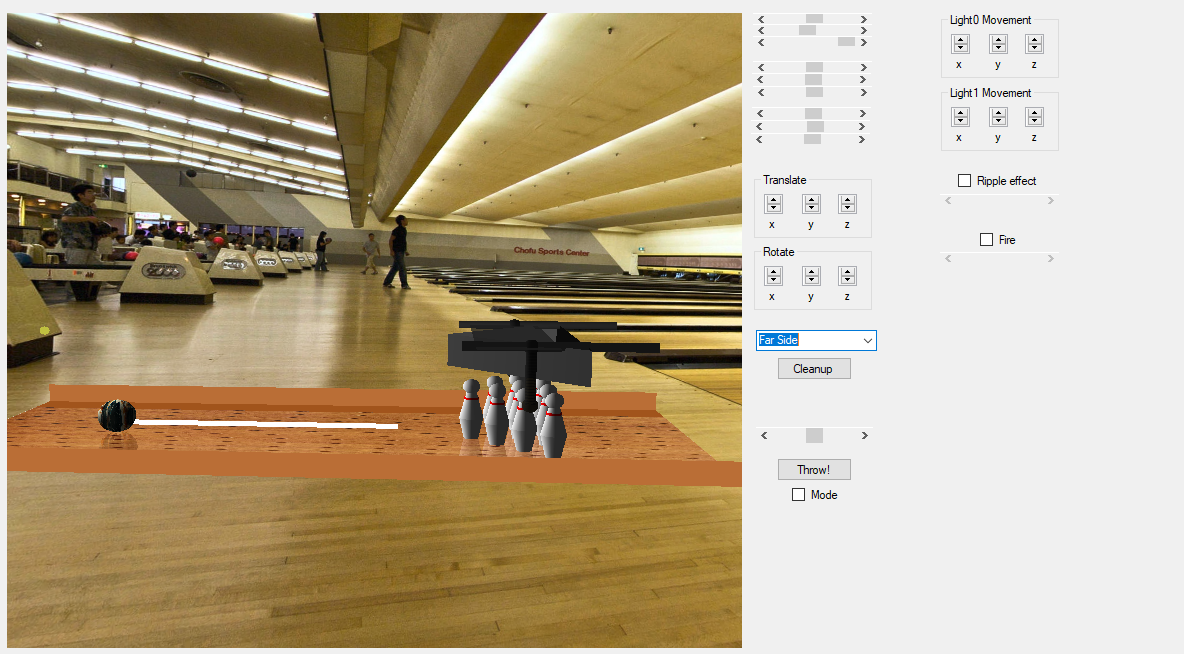 Chofu Sports Center
Translate
x y z
Rotate
x y z
Far Side
Cleanup
Throw!
Mode
Light0 Movement
x y z
Light1 Movement
x y z
Ripple effect
Fire